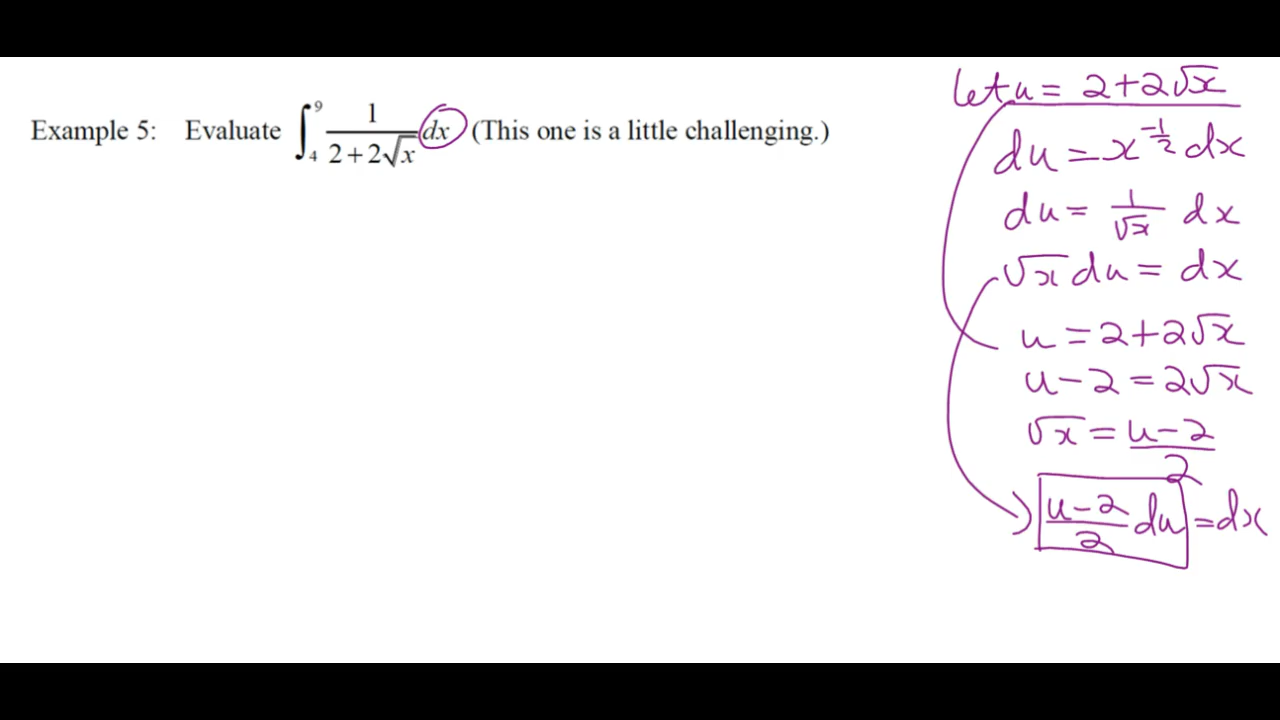 Example 5: Evaluate ∫₄⁹ 1/(2+2√x) dx (This one is a little challenging.)
let u = 2+2√x
du = x^(-1/2) dx
du = 1/√x dx
√x du = dx
u = 2+2√x
u-2 = 2√x
√x = (u-2)/2
(u-2)/2 du = dx